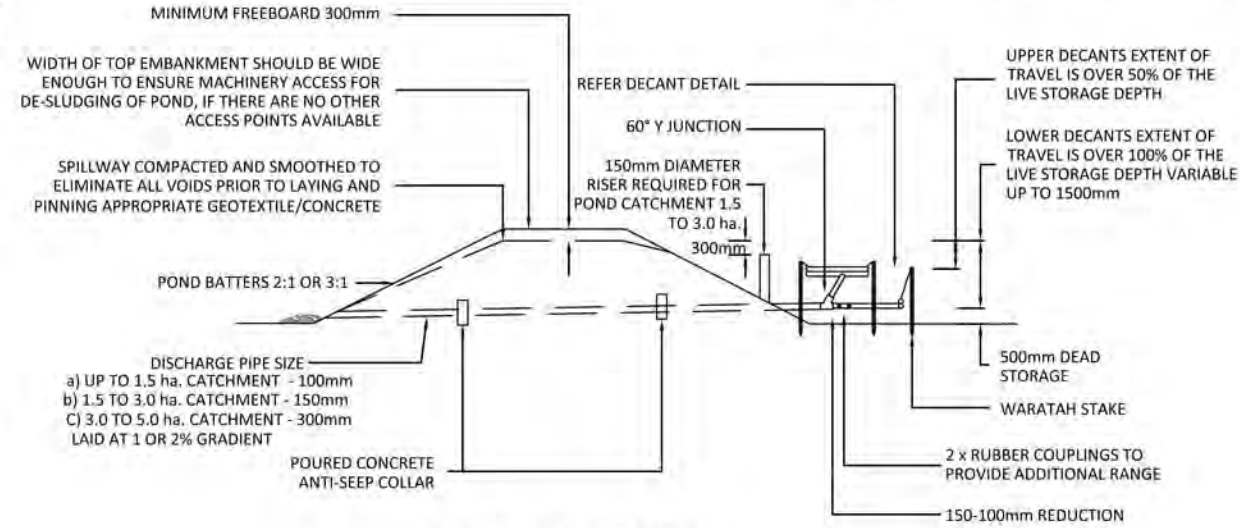 MINIMUM FREEBOARD 300mm
WIDTH OF TOP EMBANKMENT SHOULD BE WIDE
ENOUGH TO ENSURE MACHINERY ACCESS FOR
DE-SLUDGING OF POND, IF THERE ARE NO OTHER
ACCESS POINTS AVAILABLE
SPILLWAY COMPACTED AND SMOOTHED TO
ELIMINATE ALL VOIDS PRIOR TO LAYING AND
PINNING APPROPRIATE GEOTEXTILE/CONCRETE
POND BATTERS 2:1 OR 3:1
DISCHARGE PIPE SIZE
a) UP TO 1.5 ha. CATCHMENT - 100mm
b) 1.5 TO 3.0 ha. CATCHMENT - 150mm
C) 3.0 TO 5.0 ha. CATCHMENT - 300mm
LAID AT 1 OR 2% GRADIENT
POURED CONCRETE
ANTI-SEEP COLLAR
REFER DECANT DETAIL
60° Y JUNCTION
150mm DIAMETER
RISER REQUIRED FOR
POND CATCHMENT 1.5
TO 3.0 ha.
300mm
UPPER DECANTS EXTENT OF
TRAVEL IS OVER 50% OF THE
LIVE STORAGE DEPTH
LOWER DECANTS EXTENT OF
TRAVEL IS OVER 100% OF THE
LIVE STORAGE DEPTH VARIABLE
UP TO 1500mm
500mm DEAD
STORAGE
WARATAH STAKE
2 x RUBBER COUPLINGS TO
PROVIDE ADDITIONAL RANGE
150-100mm REDUCTION